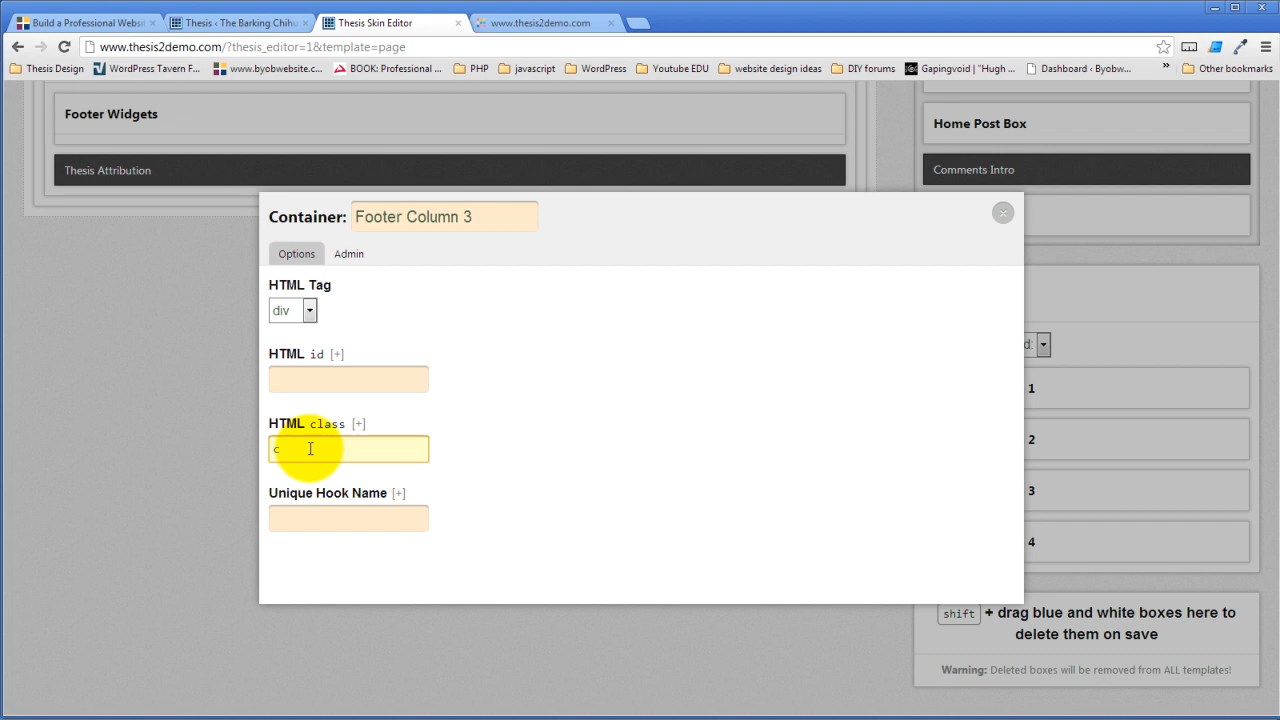 Build a Professional Websit
Thesis ‹ The Barking Chihu
Thesis Skin Editor
www.thesis2demo.com
www.thesis2demo.com/?thesis_editor=1&template=page
Thesis Design
WordPress Tavern F...
www.byobwebsite.c...
BOOK: Professional ...
PHP
javascript
WordPress
Youtube EDU
website design ideas
DIY forums
Gapingvoid | "Hugh ...
Dashboard ‹ Byobw...
»
Other bookmarks
Footer Widgets
Home Post Box
Thesis Attribution
Comments Intro
Container: Footer Column 3
Options
Admin
HTML Tag
div
HTML id [+]
d:
1
HTML class [+]
c
2
Unique Hook Name [+]
3
4
shift + drag blue and white boxes here to
delete them on save
Warning: Deleted boxes will be removed from ALL templates!